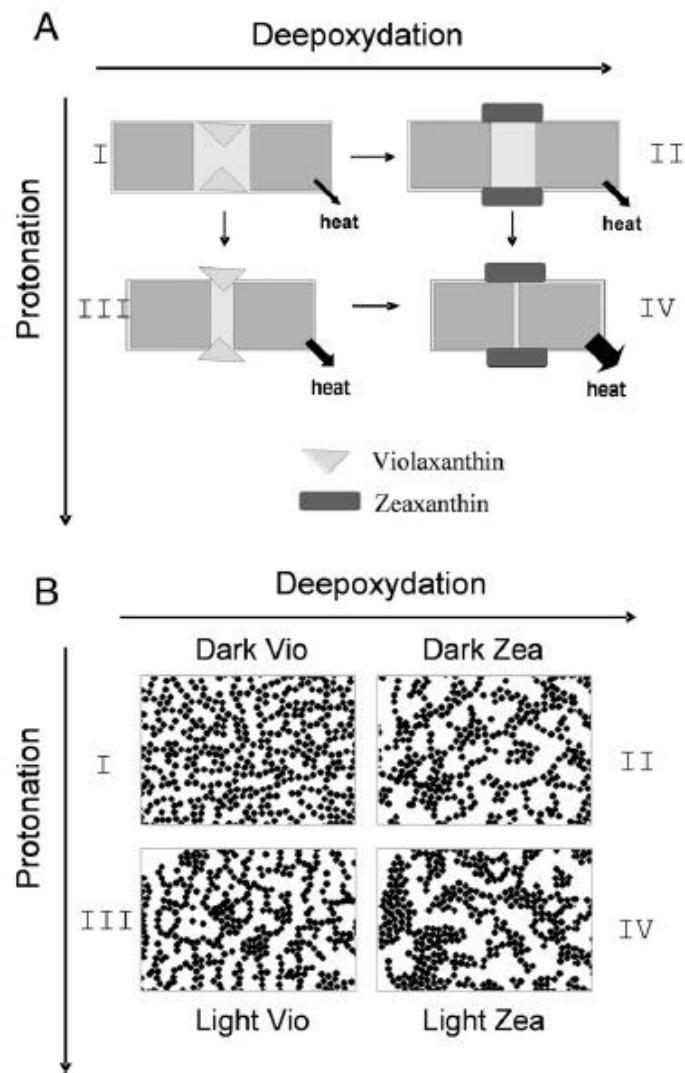 A
Deepoxydation
Protonation
I
II
heat
heat
III
IV
heat
heat
Violaxanthin
Zeaxanthin
B
Deepoxydation
Protonation
Dark Vio
Dark Zea
I
II
III
IV
Light Vio
Light Zea